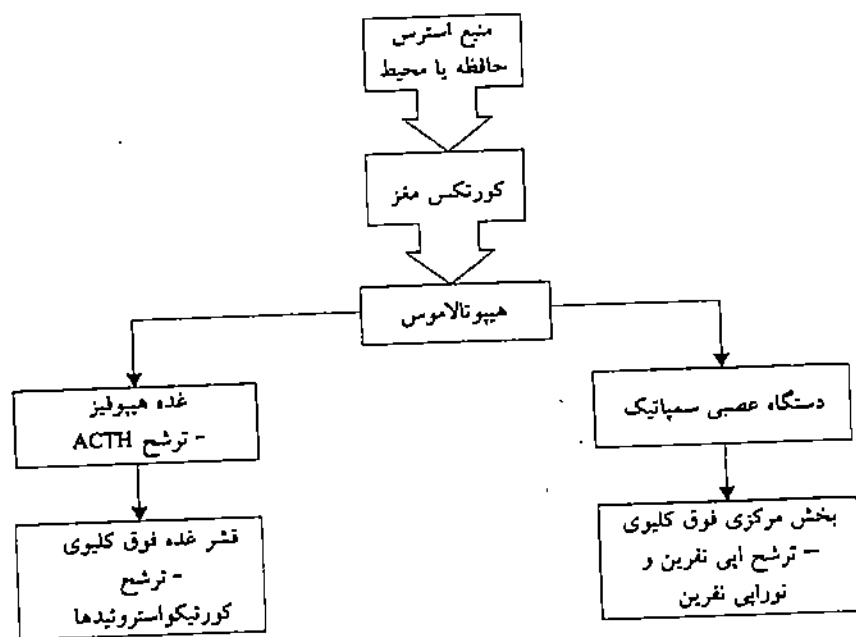 منبع استرس
حافظه یا محیط
کورتکس مغز
هیپوتالاموس
دستگاه عصبی سمپاتیک
بخش مرکزی فوق کلیوی
– ترشح اپی نفرین و
نوراپی نفرین
غده هیپوفیز
- ترشح ACTH
قشر غده فوق کلیوی
- ترشح
کورتیکواستروئیدها